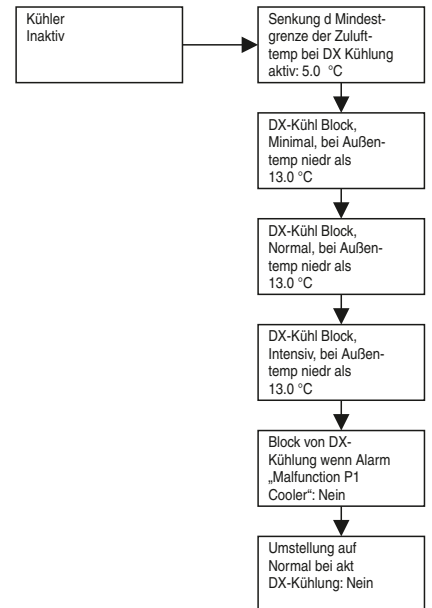 Kühler
Inaktiv
Senkung d Mindest-
grenze der Zuluft-
temp bei DX Kühlung
aktiv: 5.0 °C
DX-Kühl Block,
Minimal, bei Außen-
temp niedr als
13.0 °C
DX-Kühl Block,
Normal, bei Außen-
temp niedr als
13.0 °C
DX-Kühl Block,
Intensiv, bei Außen-
temp niedr als
13.0 °C
Block von DX-
Kühlung wenn Alarm
„Malfunction P1
Cooler“: Nein
Umstellung auf
Normal bei akt
DX-Kühlung: Nein